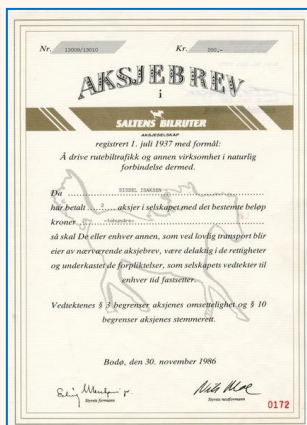 Nr. 13009/13010 Kr. 200,-
AKSJEBREV
i
SALTENS BILRUTER
AKSJESELSKAP
registrert 1. juli 1937 med formål:
Å drive rutebiltrafikk og annen virksomhet i naturlig
forbindelse dermed.
Da SISSEL ISAKSEN
har betalt 2 aksjer i selskapet med det bestemte beløp
kroner
så skal De eller enhver annen, som ved lovlig transport blir
eier av nærværende aksjebrev, være delaktig i de rettigheter
og underkastet de forpliktelser, som selskapets vedtekter til
enhver tid fastsetter.
Vedtektenes § 3 begrenser aksjenes omsettelighet og § 10
begrenser aksjenes stemmerett.
Bodø, den 30. november 1986
Styrets formann Styrets nestformann
0172